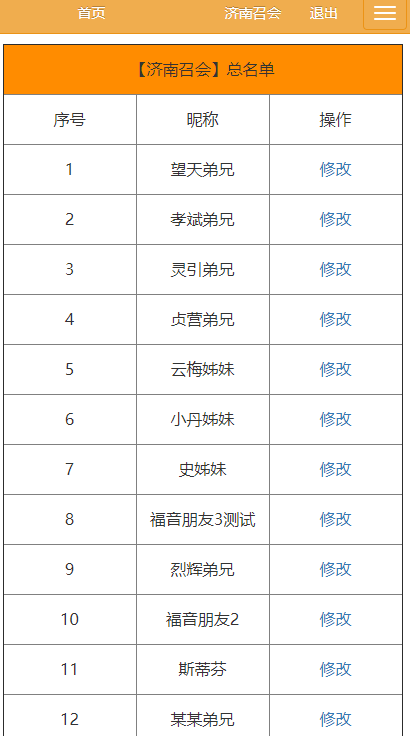 首页 济南召会 退出
【济南召会】总名单
序号 昵称 操作
1 望天弟兄 修改
2 孝斌弟兄 修改
3 灵引弟兄 修改
4 贞营弟兄 修改
5 云梅姊妹 修改
6 小丹姊妹 修改
7 史姊妹 修改
8 福音朋友3测试 修改
9 烈辉弟兄 修改
10 福音朋友2 修改
11 斯蒂芬 修改
12 某某弟兄 修改